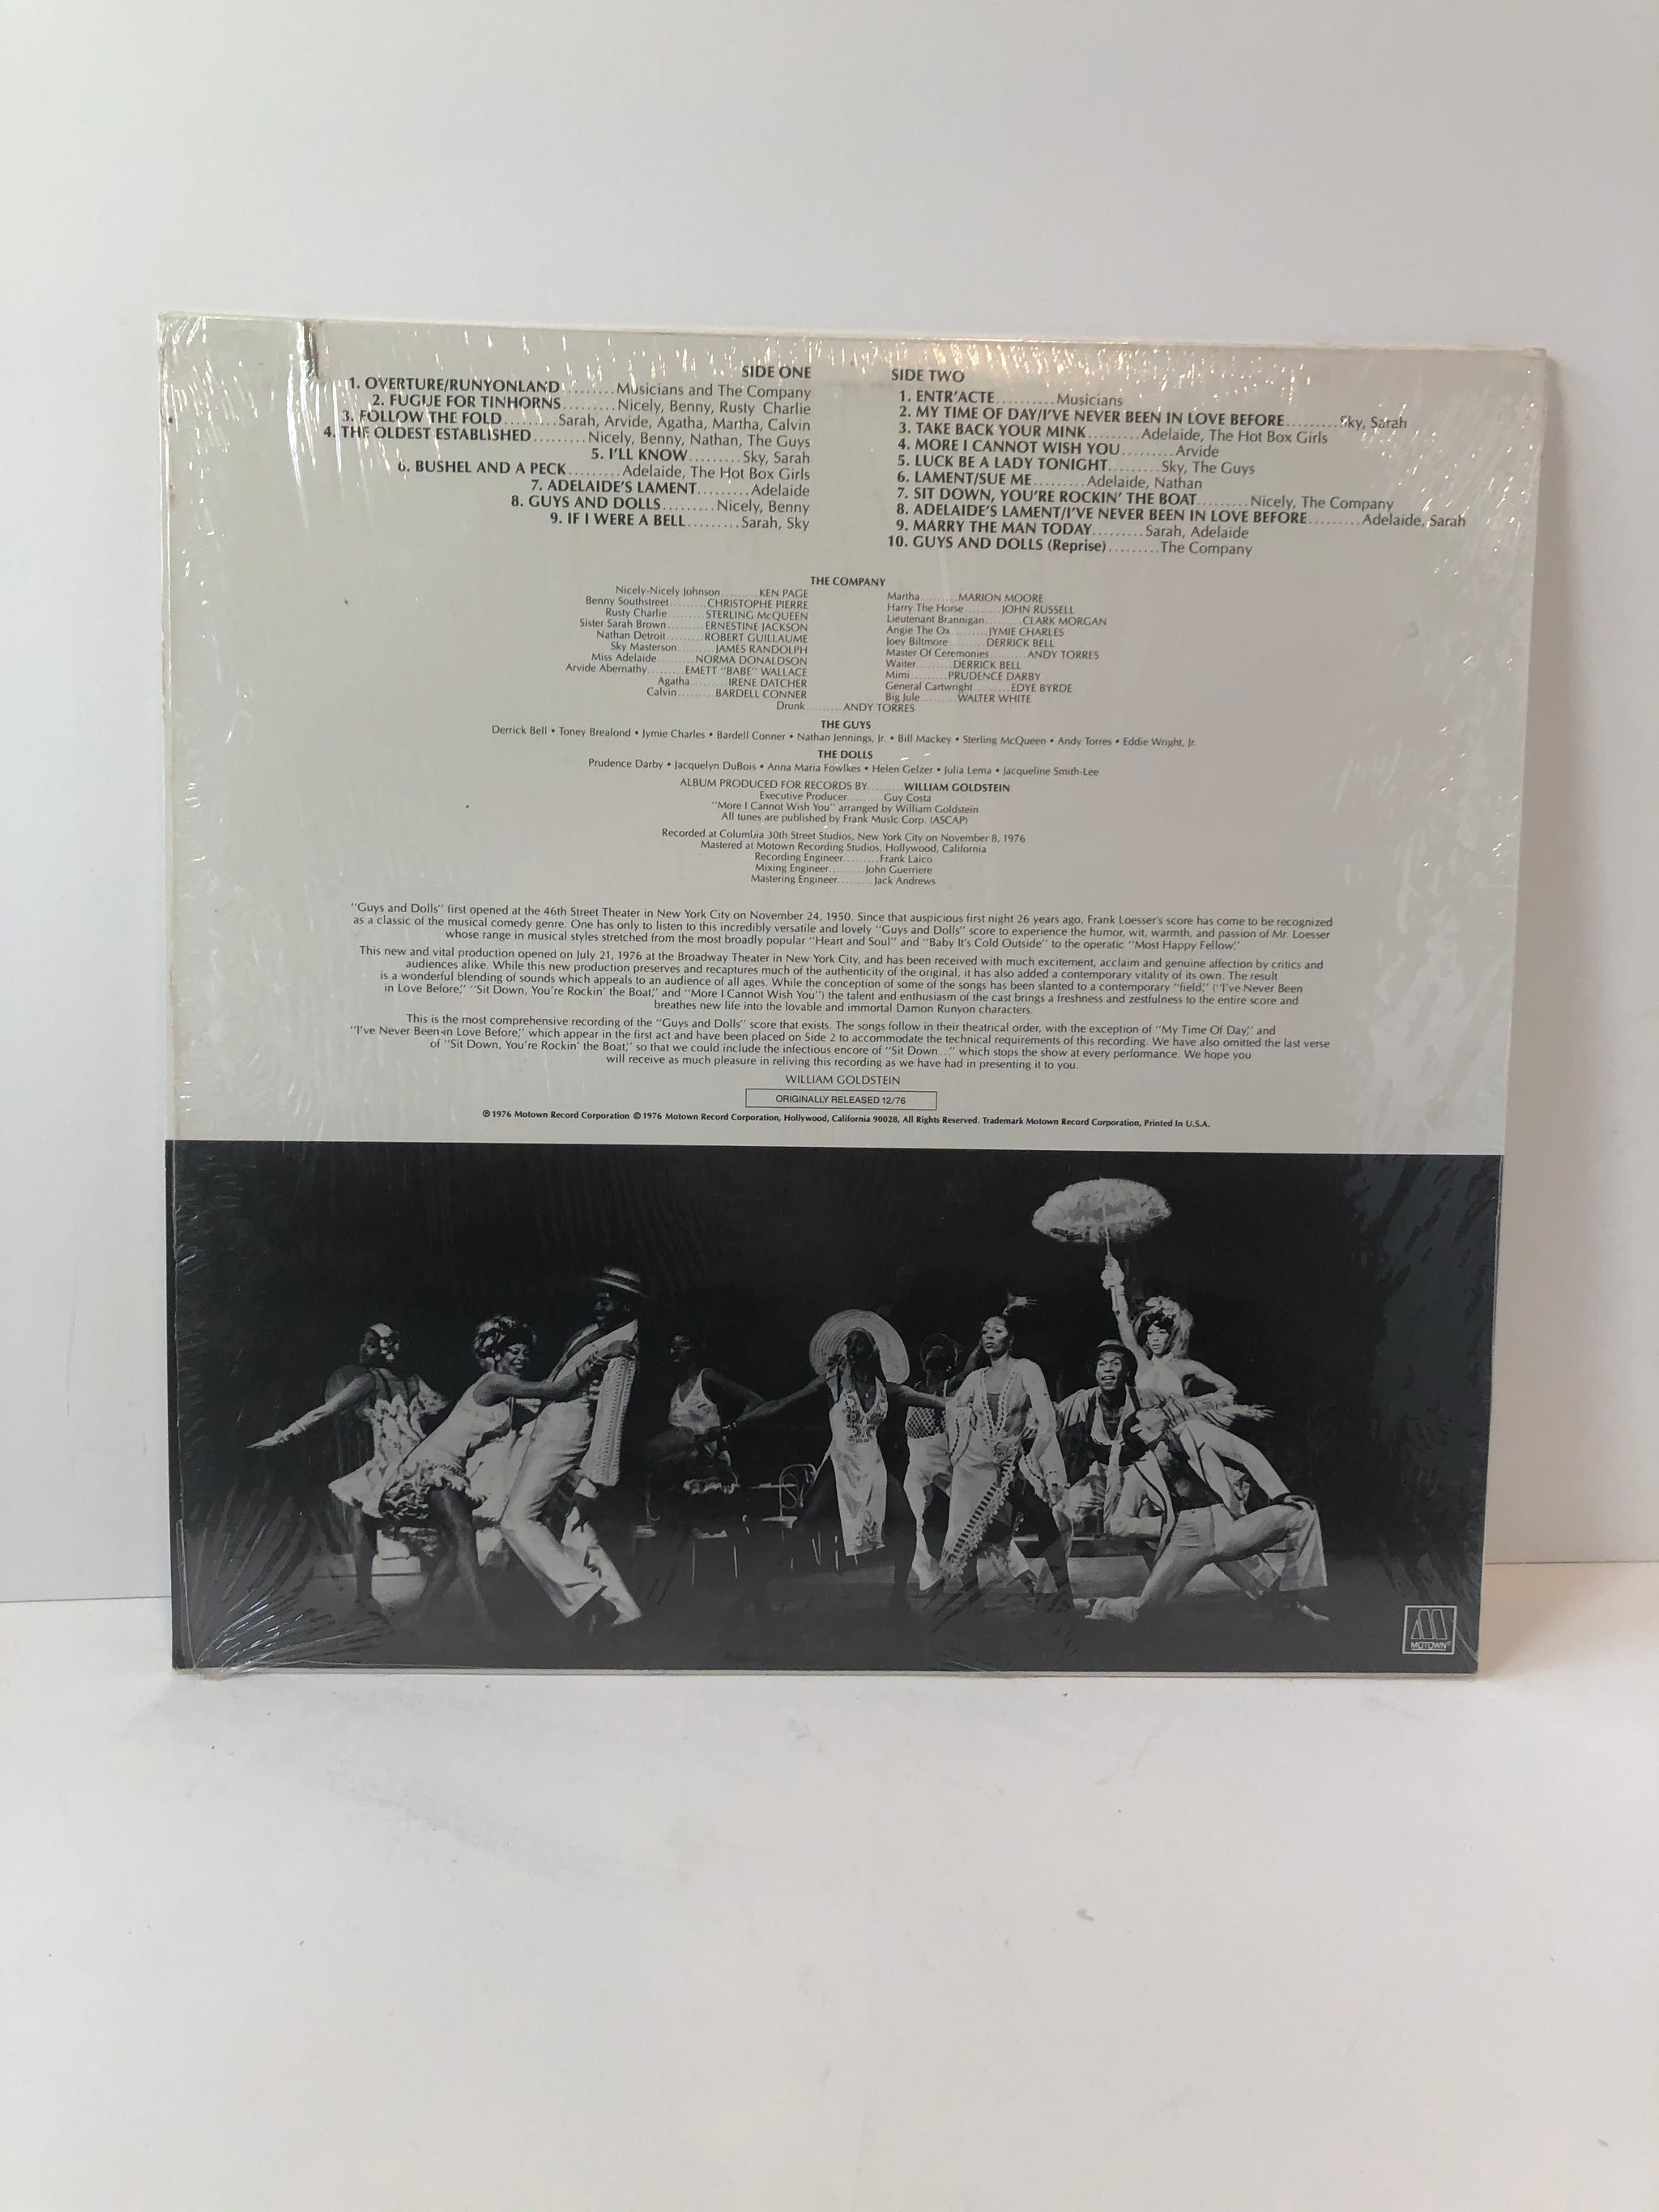 SIDE ONE
1. OVERTURE/RUNYONLAND.........Musicians and The Company
2. FUGUE FOR TINHORNS.........Nicely, Benny, Rusty Charlie
3. FOLLOW THE FOLD.........Sarah, Arvide, Agatha, Martha, Calvin
4. THE OLDEST ESTABLISHED.........Nicely, Benny, Nathan, The Guys
5. I'LL KNOW.........Sky, Sarah
6. BUSHEL AND A PECK.........Adelaide, The Hot Box Girls
7. ADELAIDE'S LAMENT.........Adelaide
8. GUYS AND DOLLS.........Nicely, Benny
9. IF I WERE A BELL.........Sarah, Sky
SIDE TWO
1. ENTR'ACTE..........Musicians
2. MY TIME OF DAY/I'VE NEVER BEEN IN LOVE BEFORE.........Sky, Sarah
3. TAKE BACK YOUR MINK.........Adelaide, The Hot Box Girls
4. MORE I CANNOT WISH YOU.........Arvide
5. LUCK BE A LADY TONIGHT.........Sky, The Guys
6. LAMENT/SUE ME.........Adelaide, Nathan
7. SIT DOWN, YOU'RE ROCKIN' THE BOAT.........Nicely, The Company
8. ADELAIDE'S LAMENT/I'VE NEVER BEEN IN LOVE BEFORE.........Adelaide, Sarah
9. MARRY THE MAN TODAY.........Sarah, Adelaide
10. GUYS AND DOLLS (Reprise).........The Company
THE COMPANY
Nicely-Nicely Johnson.........KEN PAGE
Benny Southstreet.........CHRISTOPHE PIERRE
Rusty Charlie.........STERLING McQUEEN
Sister Sarah Brown.........ERNESTINE JACKSON
Nathan Detroit.........ROBERT GUILLAUME
Sky Masterson.........JAMES RANDOLPH
Miss Adelaide.........NORMA DONALDSON
Arvide Abernathy.........EMETT "BABE" WALLACE
Agatha.........IRENE DATCHER
Calvin.........BARDELL CONNER
Martha.........MARION MOORE
Harry The Horse.........JOHN RUSSELL
Lieutenant Brannigan.........CLARK MORGAN
Angie The Ox.........JYMIE CHARLES
Joey Biltmore.........DERRICK BELL
Master Of Ceremonies.........ANDY TORRES
Waiter.........DERRICK BELL
Mimi.........PRUDENCE DARBY
General Cartwright.........EDYE BYRDE
Big Jule.........WALTER WHITE
Drunk.........ANDY TORRES
THE GUYS
Derrick Bell • Toney Brealond • Jymie Charles • Bardell Conner • Nathan Jennings, Jr. • Bill Mackey • Sterling McQueen • Andy Torres • Eddie Wright, Jr.
THE DOLLS
Prudence Darby • Jacquelyn DuBois • Anna Maria Fowlkes • Helen Gelzer • Julia Lema • Jacqueline Smith-Lee
ALBUM PRODUCED FOR RECORDS BY.........WILLIAM GOLDSTEIN
Executive Producer.........Guy Costa
"More I Cannot Wish You" arranged by William Goldstein
All tunes are published by Frank Music Corp. (ASCAP)
Recorded at Columbia 30th Street Studios, New York City on November 8, 1976
Mastered at Motown Recording Studios, Hollywood, California
Recording Engineer.........Frank Laico
Mixing Engineer.........John Guerriere
Mastering Engineer.........Jack Andrews
"Guys and Dolls" first opened at the 46th Street Theater in New York City on November 24, 1950. Since that auspicious first night 26 years ago, Frank Loesser's score has come to be recognized
as a classic of the musical comedy genre. One has only to listen to this incredibly versatile and lovely "Guys and Dolls" score to experience the humor, wit, warmth, and passion of Mr. Loesser
whose range in musical styles stretched from the most broadly popular "Heart and Soul" and "Baby It's Cold Outside" to the operatic "Most Happy Fellow."
This new and vital production opened on July 21, 1976 at the Broadway Theater in New York City, and has been received with much excitement, acclaim and genuine affection by critics and
audiences alike. While this new production preserves and recaptures much of the authenticity of the original, it has also added a contemporary vitality of its own. The result
is a wonderful blending of sounds which appeals to an audience of all ages. While the conception of some of the songs has been slanted to a contemporary "field," ("I've Never Been
in Love Before," "Sit Down, You're Rockin' the Boat," and "More I Cannot Wish You") the talent and enthusiasm of the cast brings a freshness and zestfulness to the entire score and
breathes new life into the lovable and immortal Damon Runyon characters.
This is the most comprehensive recording of the "Guys and Dolls" score that exists. The songs follow in their theatrical order, with the exception of "My Time Of Day," and
"I've Never Been in Love Before," which appear in the first act and have been placed on Side 2 to accommodate the technical requirements of this recording. We have also omitted the last verse
of "Sit Down, You're Rockin' the Boat," so that we could include the infectious encore of "Sit Down..." which stops the show at every performance. We hope you
will receive as much pleasure in reliving this recording as we have had in presenting it to you.
WILLIAM GOLDSTEIN
ORIGINALLY RELEASED 12/76
℗ 1976 Motown Record Corporation © 1976 Motown Record Corporation, Hollywood, California 90028, All Rights Reserved. Trademark Motown Record Corporation, Printed In U.S.A.
MOTOWN®